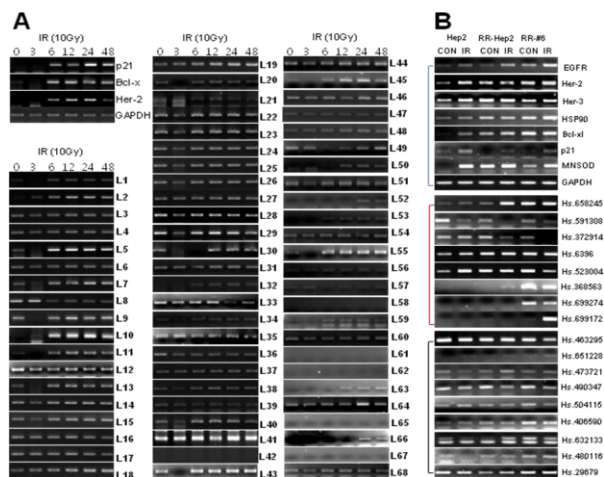 A
IR (10Gy)
0 3 6 12 24 48
p21
Bcl-x
Her-2
GAPDH
IR (10Gy)
0 3 6 12 24 48
L1
L2
L3
L4
L5
L6
L7
L8
L9
L10
L11
L12
L13
L14
L15
L16
L17
L18
IR (10Gy)
0 3 6 12 24 48
L19
L20
L21
L22
L23
L24
L25
L26
L27
L28
L29
L30
L31
L32
L33
L34
L35
L36
L37
L38
L39
L40
L41
L42
L43
IR (10Gy)
0 3 6 12 24 48
L44
L45
L46
L47
L48
L49
L50
L51
L52
L53
L54
L55
L56
L57
L58
L59
L60
L61
L62
L63
L64
L65
L66
L67
L68
B
Hep2 RR-Hep2 RR-#6
CON IR CON IR CON IR
EGFR
Her-2
Her-3
HSP90
Bcl-xl
p21
MNSOD
GAPDH
Hs.658245
Hs.591308
Hs.372914
Hs.6396
Hs.523004
Hs.368563
Hs.699274
Hs.699172
Hs.463295
Hs.651228
Hs.473721
Hs.490347
Hs.504115
Hs.406590
Hs.632133
Hs.480116
Hs.29679